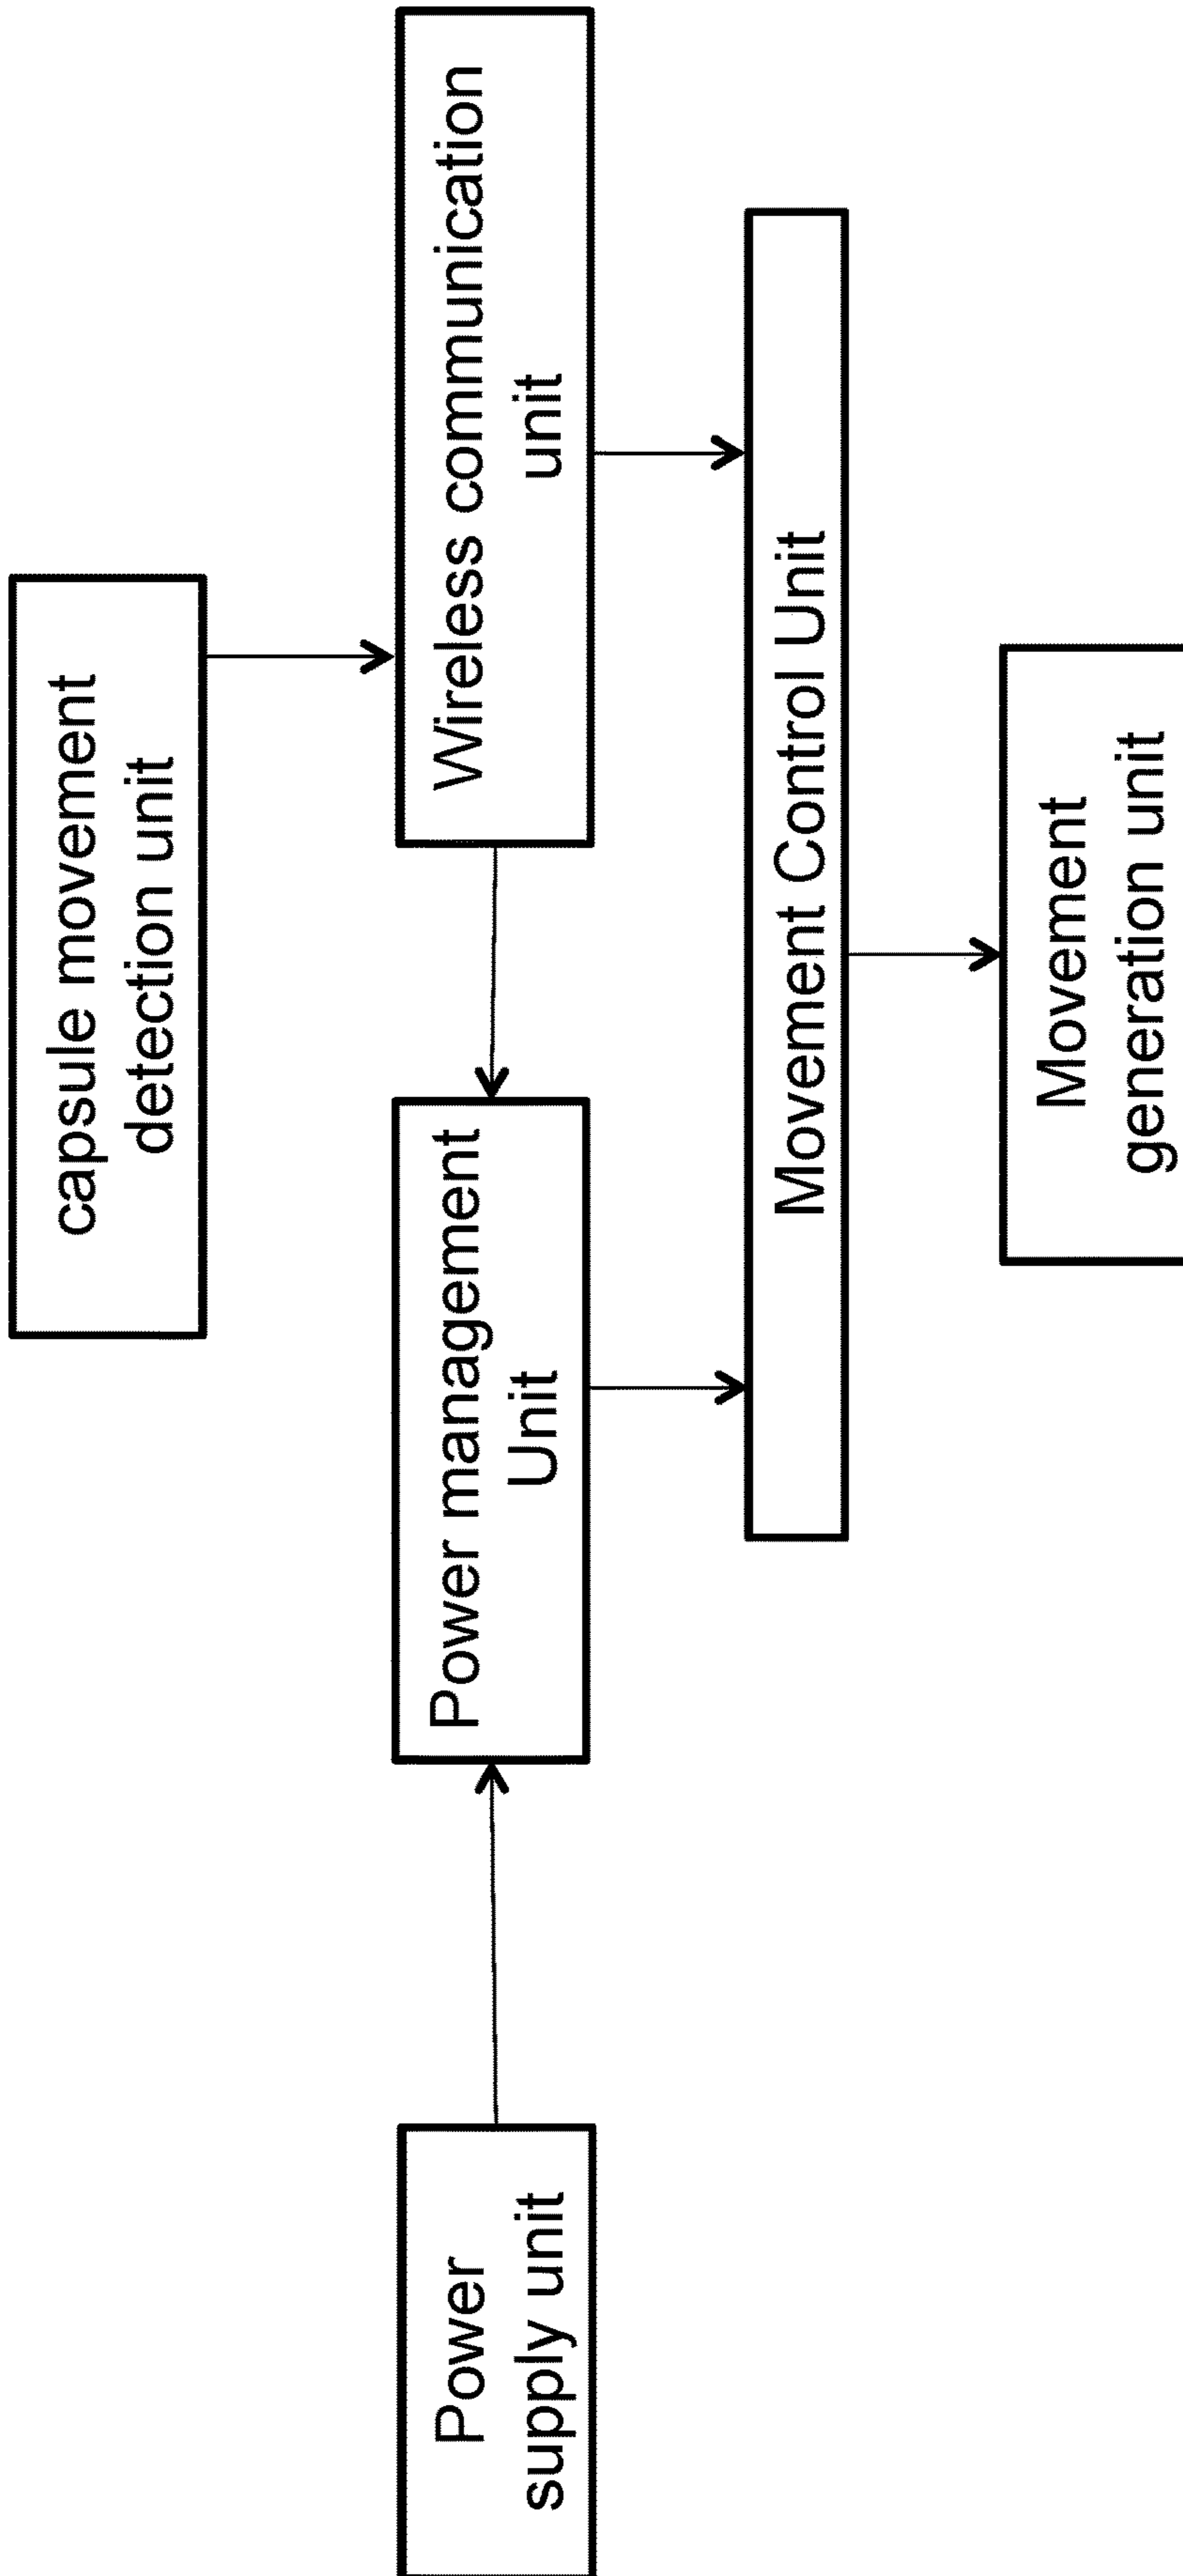 capsule movement
detection unit
Power
supply unit
Power management
Unit
Wireless communication
unit
Movement Control Unit
Movement
generation unit